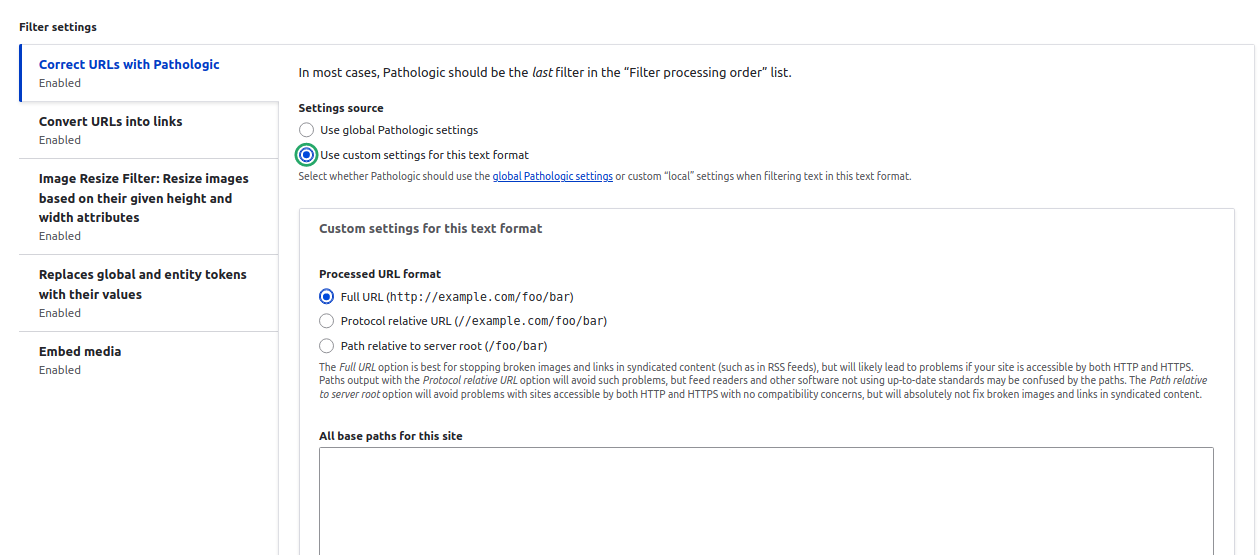 Filter settings
Correct URLs with Pathologic
Enabled
Convert URLs into links
Enabled
Image Resize Filter: Resize images
based on their given height and
width attributes
Enabled
Replaces global and entity tokens
with their values
Enabled
Embed media
Enabled
In most cases, Pathologic should be the last filter in the “Filter processing order” list.
Settings source
Use global Pathologic settings
Use custom settings for this text format
Select whether Pathologic should use the global Pathologic settings or custom “local” settings when filtering text in this text format.
Custom settings for this text format
Processed URL format
Full URL (http://example.com/foo/bar)
Protocol relative URL (//example.com/foo/bar)
Path relative to server root (/foo/bar)
The Full URL option is best for stopping broken images and links in syndicated content (such as in RSS feeds), but will likely lead to problems if your site is accessible by both HTTP and HTTPS.
Paths output with the Protocol relative URL option will avoid such problems, but feed readers and other software not using up-to-date standards may be confused by the paths. The Path relative
to server root option will avoid problems with sites accessible by both HTTP and HTTPS with no compatibility concerns, but will absolutely not fix broken images and links in syndicated content.
All base paths for this site